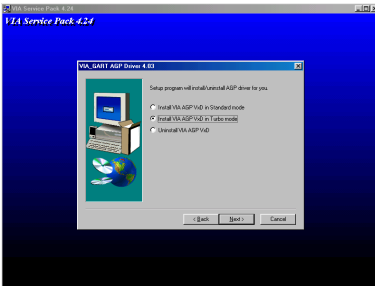 VIA Service Pack 4.24
VIA Service Pack 4.24
VIA_GART AGP Driver 4.03
Setup program will install/uninstall AGP driver for you.
Install VIA AGP VxD in Standard mode
Install VIA AGP VxD in Turbo mode
Uninstall VIA AGP VxD
< Back
Next >
Cancel